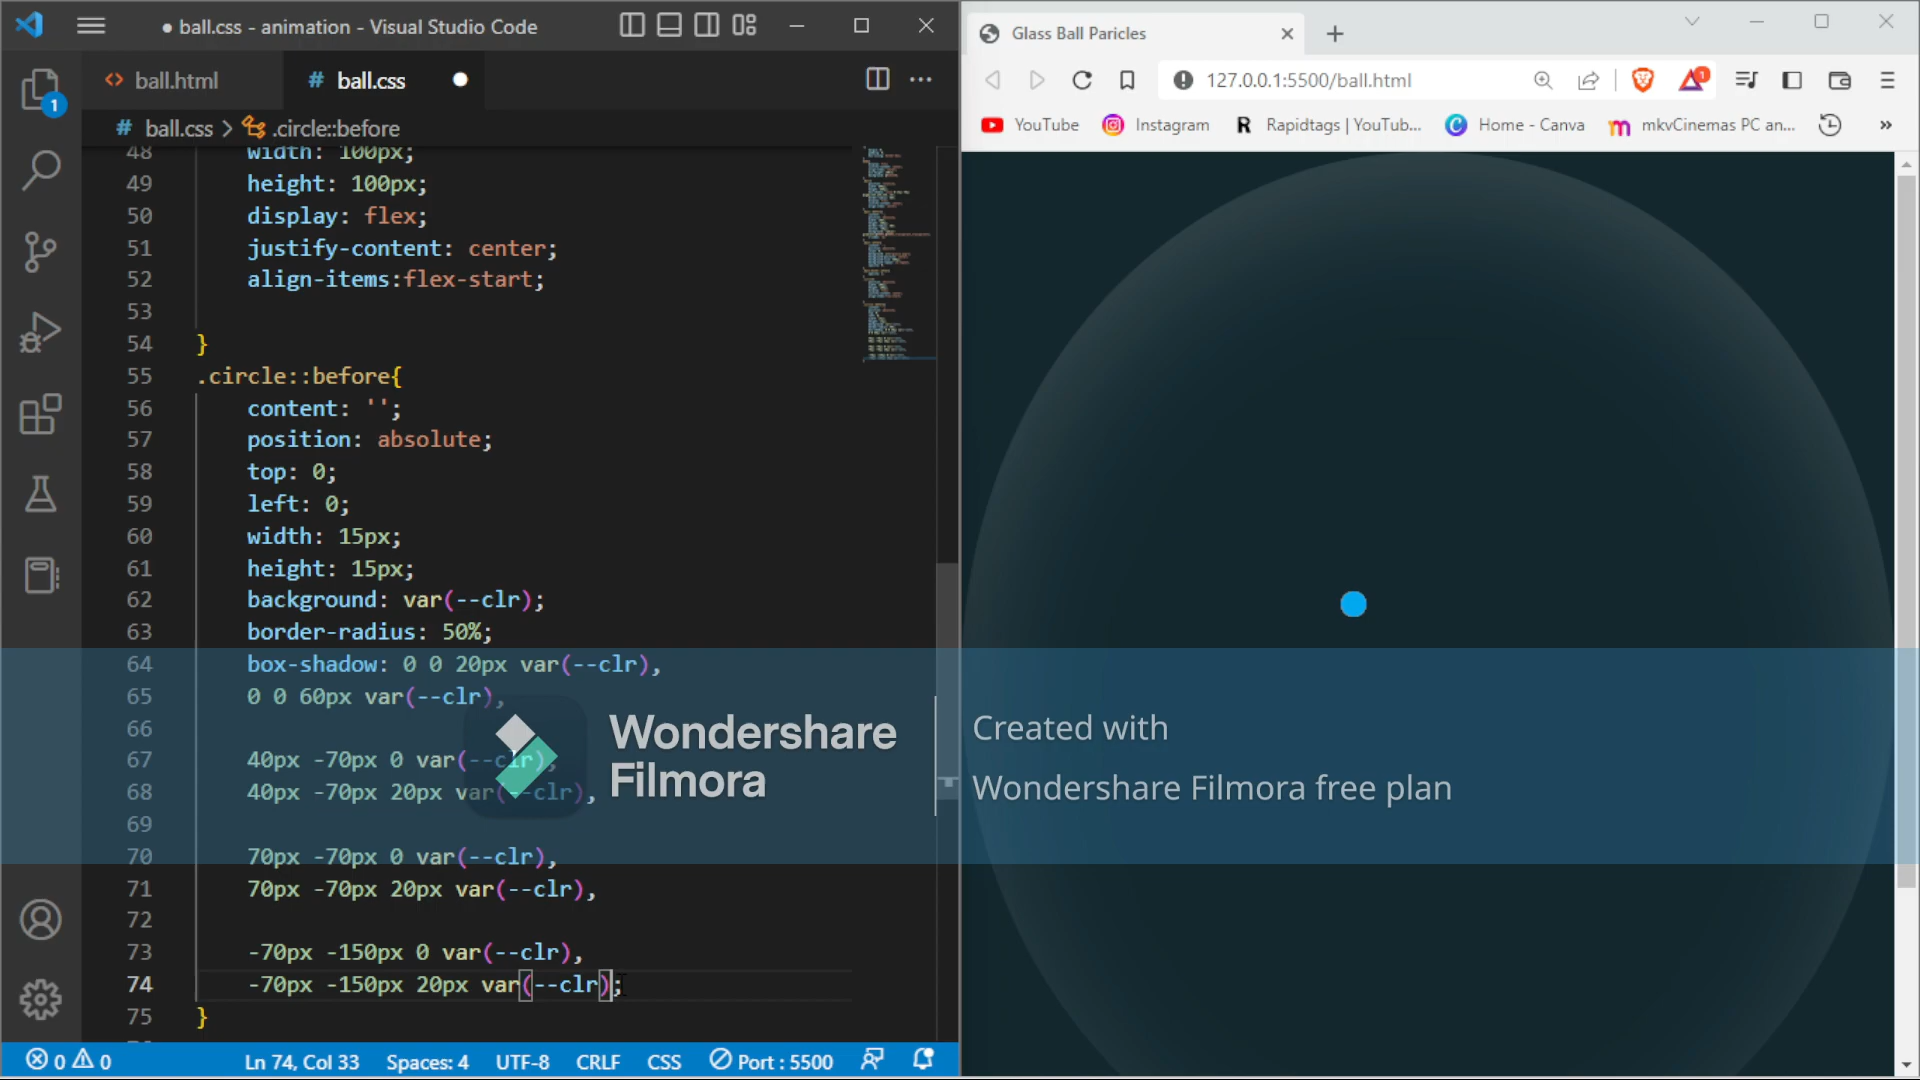 ● ball.css - animation - Visual Studio Code
<> ball.html
# ball.css
# ball.css > .circle::before
1
48 width: 100px;
49 height: 100px;
50 display: flex;
51 justify-content: center;
52 align-items:flex-start;
53
54 }
55 .circle::before{
56 content: '';
57 position: absolute;
58 top: 0;
59 left: 0;
60 width: 15px;
61 height: 15px;
62 background: var(--clr);
63 border-radius: 50%;
64 box-shadow: 0 0 20px var(--clr),
65 0 0 60px var(--clr),
66
67 40px -70px 0 var(--clr),
68 40px -70px 20px var(--clr),
69
70 70px -70px 0 var(--clr),
71 70px -70px 20px var(--clr),
72
73 -70px -150px 0 var(--clr),
74 -70px -150px 20px var(--clr);
75 }
0 0 Ln 74, Col 33 Spaces: 4 UTF-8 CRLF CSS Port : 5500
Glass Ball Paricles
127.0.0.1:5500/ball.html
1
YouTube Instagram R Rapidtags | YouTub... Home - Canva mkvCinemas PC an... »
Wondershare
Filmora
Created with
Wondershare Filmora free plan